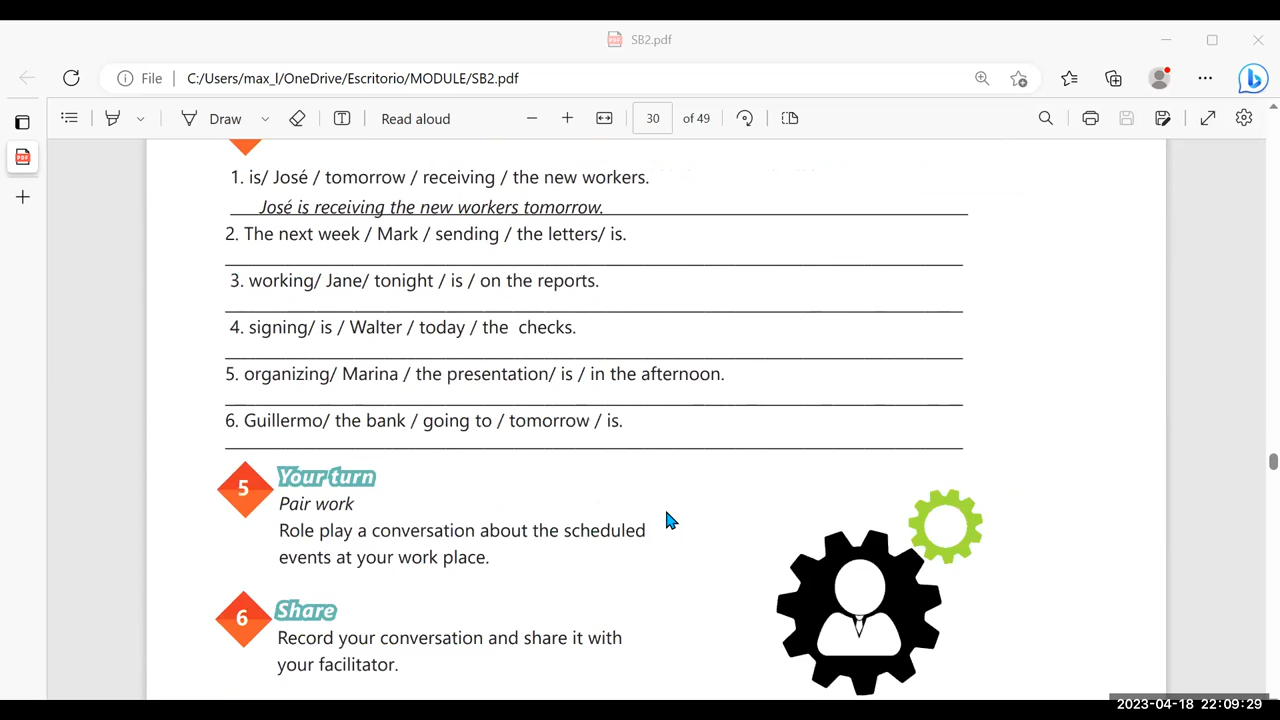 SB2.pdf
File
C:/Users/max_l/OneDrive/Escritorio/MODULE/SB2.pdf
Draw
Read aloud
30
of 49
1. is/ José / tomorrow / receiving / the new workers.
José is receiving the new workers tomorrow.
2. The next week / Mark / sending / the letters/ is.
3. working/ Jane/ tonight / is / on the reports.
4. signing/ is / Walter / today / the checks.
5. organizing/ Marina / the presentation/ is / in the afternoon.
6. Guillermo/ the bank / going to / tomorrow / is.
5
Your turn
Pair work
Role play a conversation about the scheduled
events at your work place.
6
Share
Record your conversation and share it with
your facilitator.
2023-04-18 22:09:29